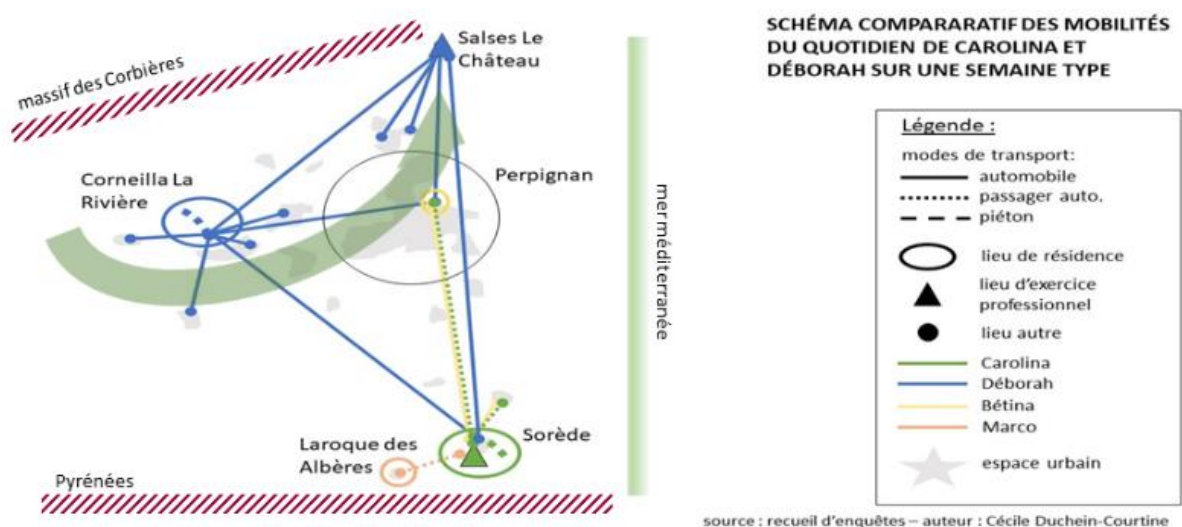 SCHÉMA COMPARARATIF DES MOBILITÉS
DU QUOTIDIEN DE CAROLINA ET
DÉBORAH SUR UNE SEMAINE TYPE
massif des Corbières
Salses Le
Château
Corneilla La
Rivière
Perpignan
mer méditerranée
Laroque des
Albères
Sorède
Pyrénées
Légende :
modes de transport:
automobile
passager auto.
piéton
lieu de résidence
lieu d'exercice
professionnel
lieu autre
Carolina
Déborah
Bétina
Marco
espace urbain
source : recueil d'enquêtes – auteur : Cécile Duchein-Courtine